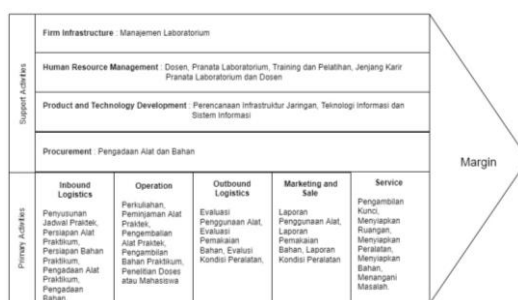 Firm Infrastructure : Manajemen Laboratorium
Human Resource Management : Dosen, Pranata Laboratorium, Training dan Pelatihan, Jenjang Karir
Pranata Laboratorium dan Dosen
Product and Technology Development : Perencanaan Infrastruktur Jaringan, Teknologi Informasi dan
Sistem Informasi
Procurement : Pengadaan Alat dan Bahan
Support Activities
Margin
Primary Activities
Inbound
Logistics
Penyusunan
Jadwal Praktek,
Persiapan Alat
Praktikum,
Persiapan Bahan
Praktikum,
Pengadaan Alat
Praktikum,
Pengadaan
Bahan
Operation
Perkuliahan,
Peminjaman Alat
Praktek,
Pengembalian
Alat Praktek,
Pengambilan
Bahan Praktikum,
Penelitian Doses
atau Mahasiswa
Outbound
Logistics
Evaluasi
Penggunaan Alat,
Evaluasi
Pemakaian
Bahan, Evalusi
Kondisi Peralatan,
Marketing and
Sale
Laporan
Penggunaan Alat,
Laporan
Pemakaian
Bahan, Laporan
Kondisi Peralatan
Service
Pengambilan
Kunci,
Menyiapkan
Ruangan,
Menyiapkan
Peralatan,
Menyiapkan
Bahan,
Menangani
Masalah.